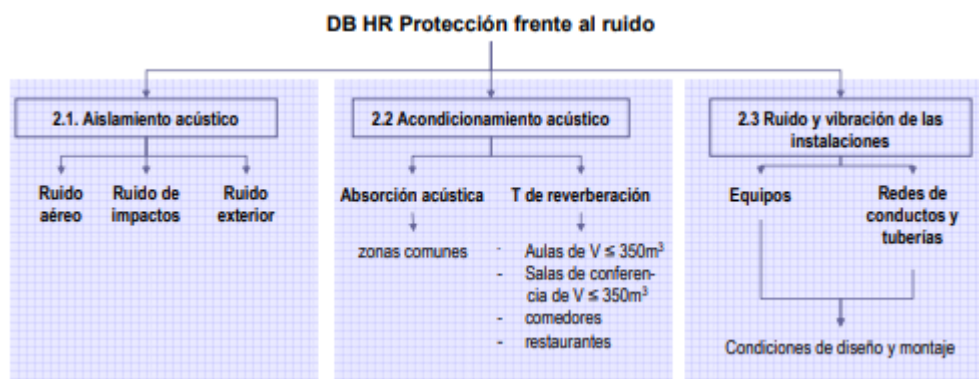 DB HR Protección frente al ruido
2.1. Aislamiento acústico
Ruido
aéreo
Ruido de
impactos
Ruido
exterior
2.2 Acondicionamiento acústico
Absorción acústica
zonas comunes
T de reverberación
- Aulas de V ≤ 350m³
- Salas de conferen-
cia de V ≤ 350m³
- comedores
- restaurantes
2.3 Ruido y vibración de las
instalaciones
Equipos
Redes de
conductos y
tuberías
Condiciones de diseño y montaje